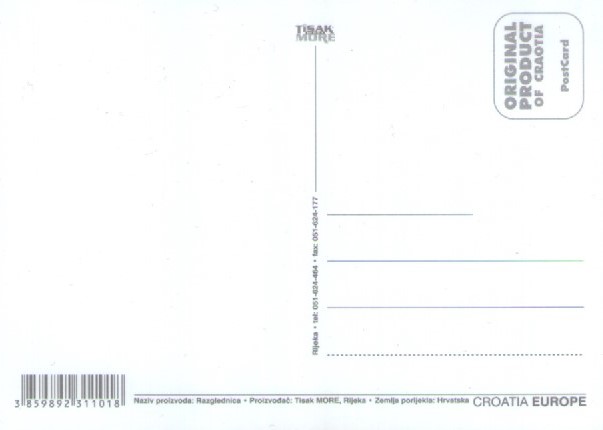 TISAK
MORE
ORIGINAL
PRODUCT
OF CRAOTIA
PostCard
Rijeka • tel: 051-624-464 • fax: 051-624-177
3 859892 311018
Naziv proizvoda: Razglednica • Proizvođač: Tisak MORE, Rijeka • Zemlja porijekla: Hrvatska
CROATIA EUROPE